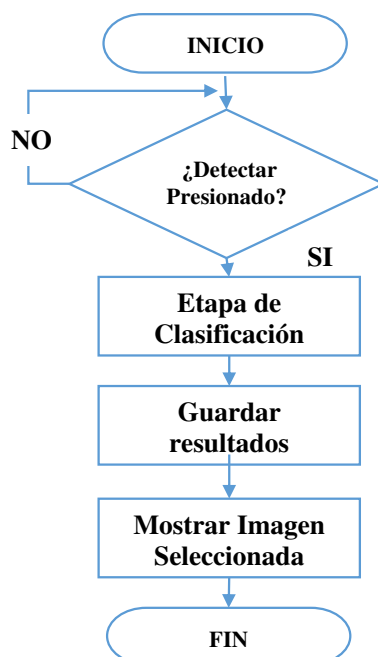 INICIO
NO
¿Detectar
Presionado?
SI
Etapa de
Clasificación
Guardar
resultados
Mostrar Imagen
Seleccionada
FIN